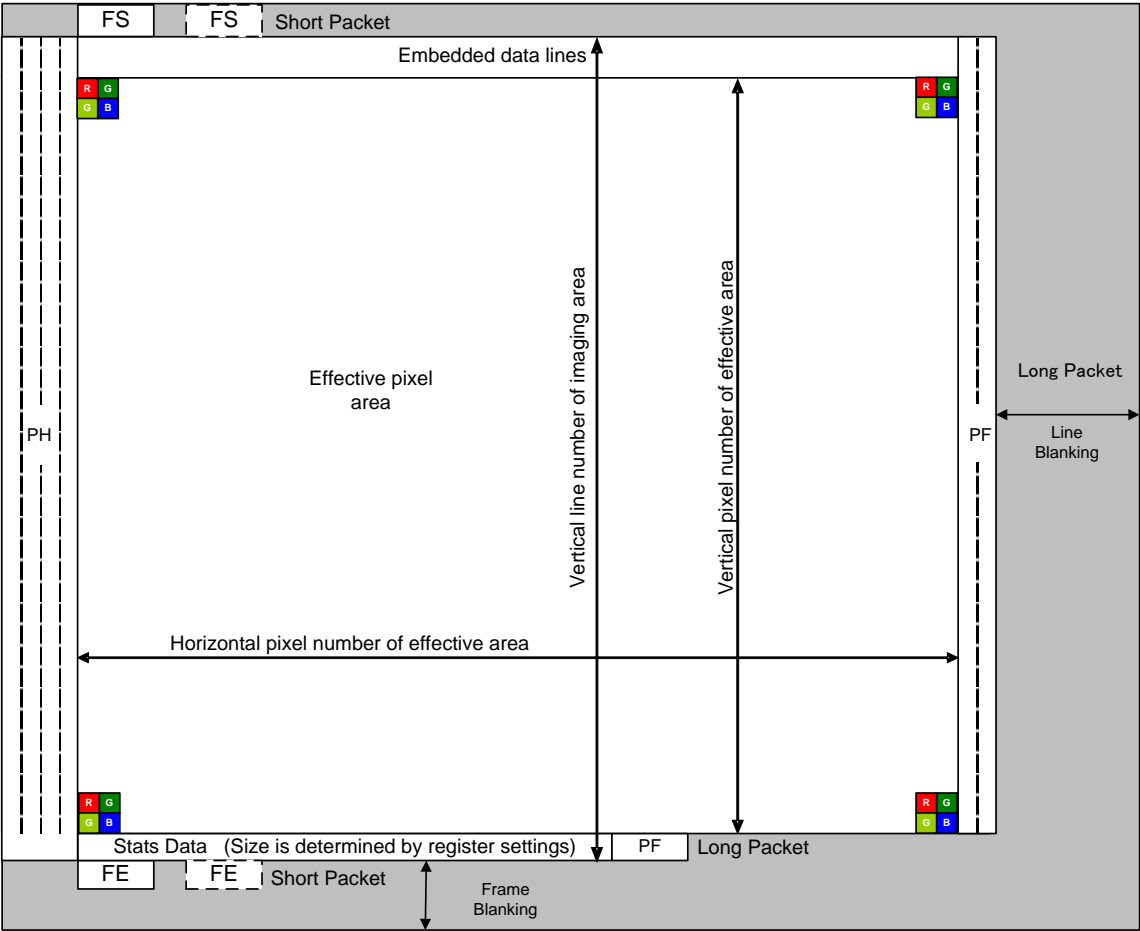 FS
FS
Short Packet
Embedded data lines
R G
G B
R G
G B
Vertical line number of imaging area
Vertical pixel number of effective area
Effective pixel
area
Long Packet
PH
PF
Line
Blanking
Horizontal pixel number of effective area
R G
G B
R G
G B
Stats Data (Size is determined by register settings)
PF
Long Packet
FE
FE
Short Packet
Frame
Blanking